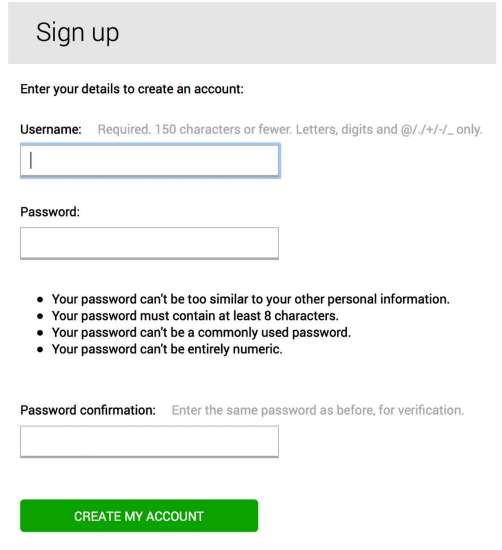 Sign up
Enter your details to create an account:
Username: Required. 150 characters or fewer. Letters, digits and @/./+/-/_ only.
Password:
● Your password can't be too similar to your other personal information.
● Your password must contain at least 8 characters.
● Your password can't be a commonly used password.
● Your password can't be entirely numeric.
Password confirmation: Enter the same password as before, for verification.
CREATE MY ACCOUNT